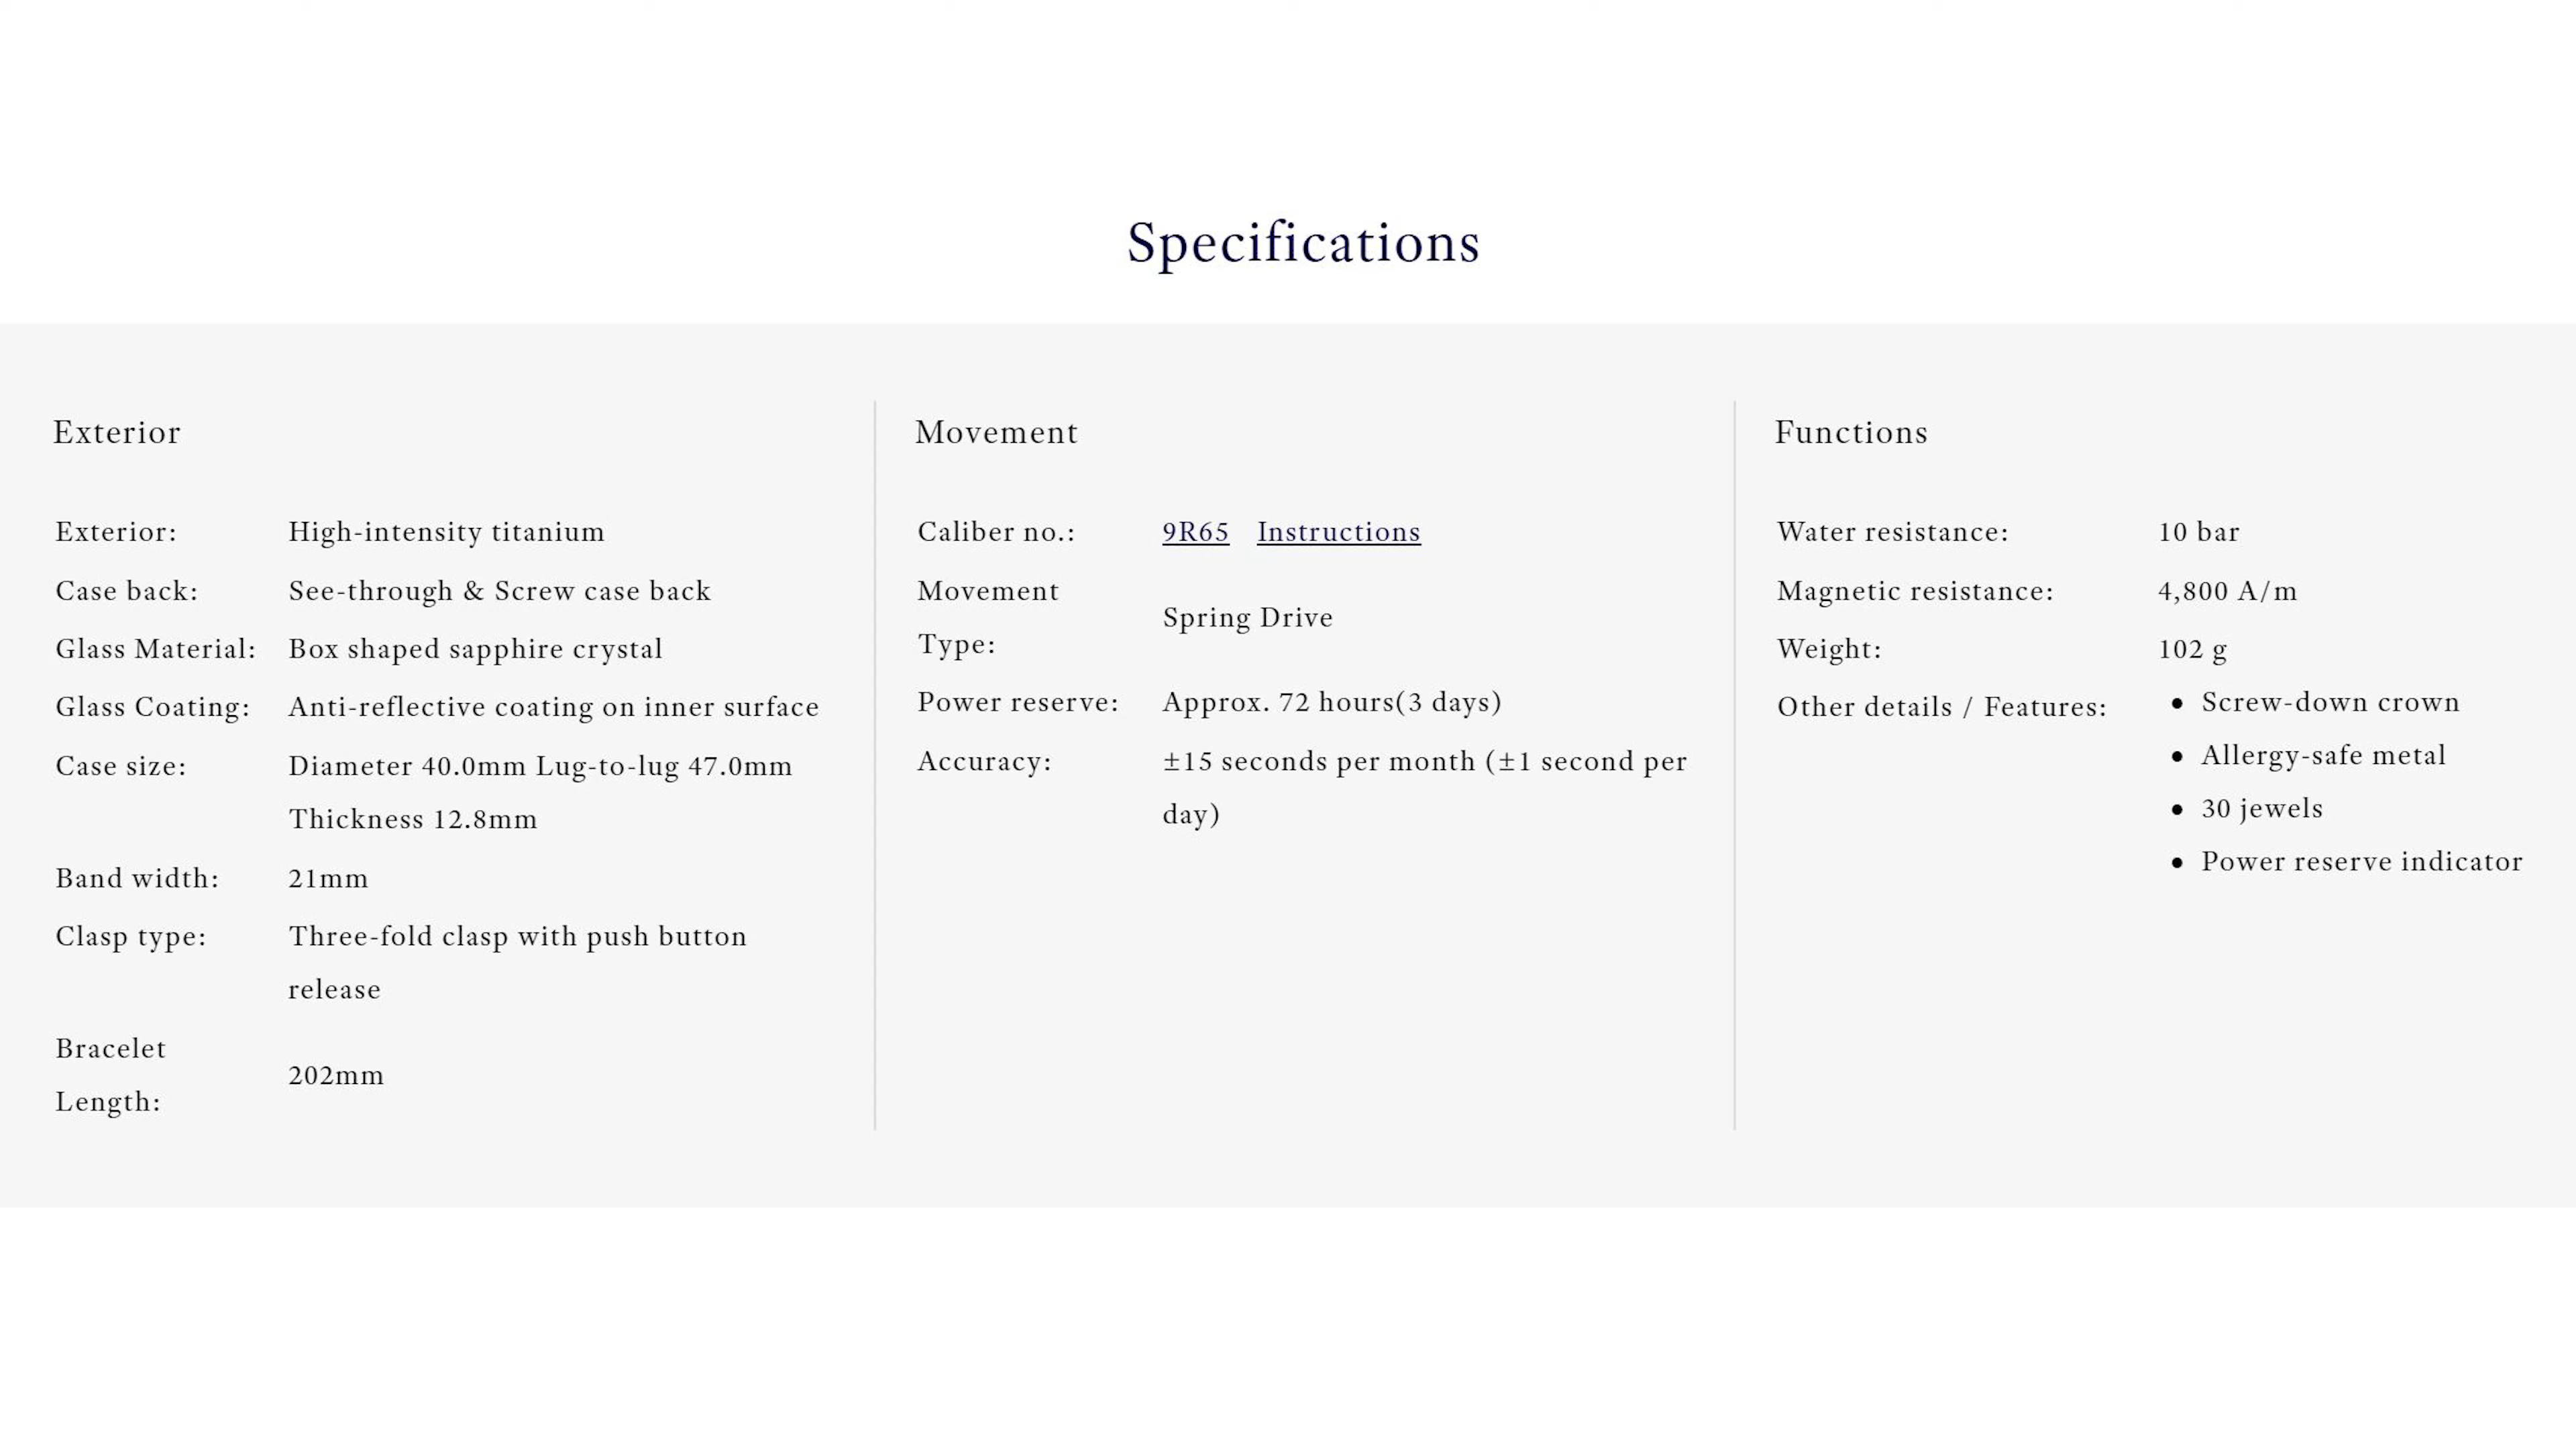 Specifications
Exterior
Exterior: High-intensity titanium
Case back: See-through & Screw case back
Glass Material: Box shaped sapphire crystal
Glass Coating: Anti-reflective coating on inner surface
Case size: Diameter 40.0mm Lug-to-lug 47.0mm
Thickness 12.8mm
Band width: 21mm
Clasp type: Three-fold clasp with push button
release
Bracelet
Length:
202mm
Movement
Caliber no.: 9R65 Instructions
Movement
Type:
Spring Drive
Power reserve: Approx. 72 hours(3 days)
Accuracy: ±15 seconds per month (±1 second per
day)
Functions
Water resistance: 10 bar
Magnetic resistance: 4,800 A/m
Weight: 102 g
Other details / Features: • Screw-down crown
• Allergy-safe metal
• 30 jewels
• Power reserve indicator